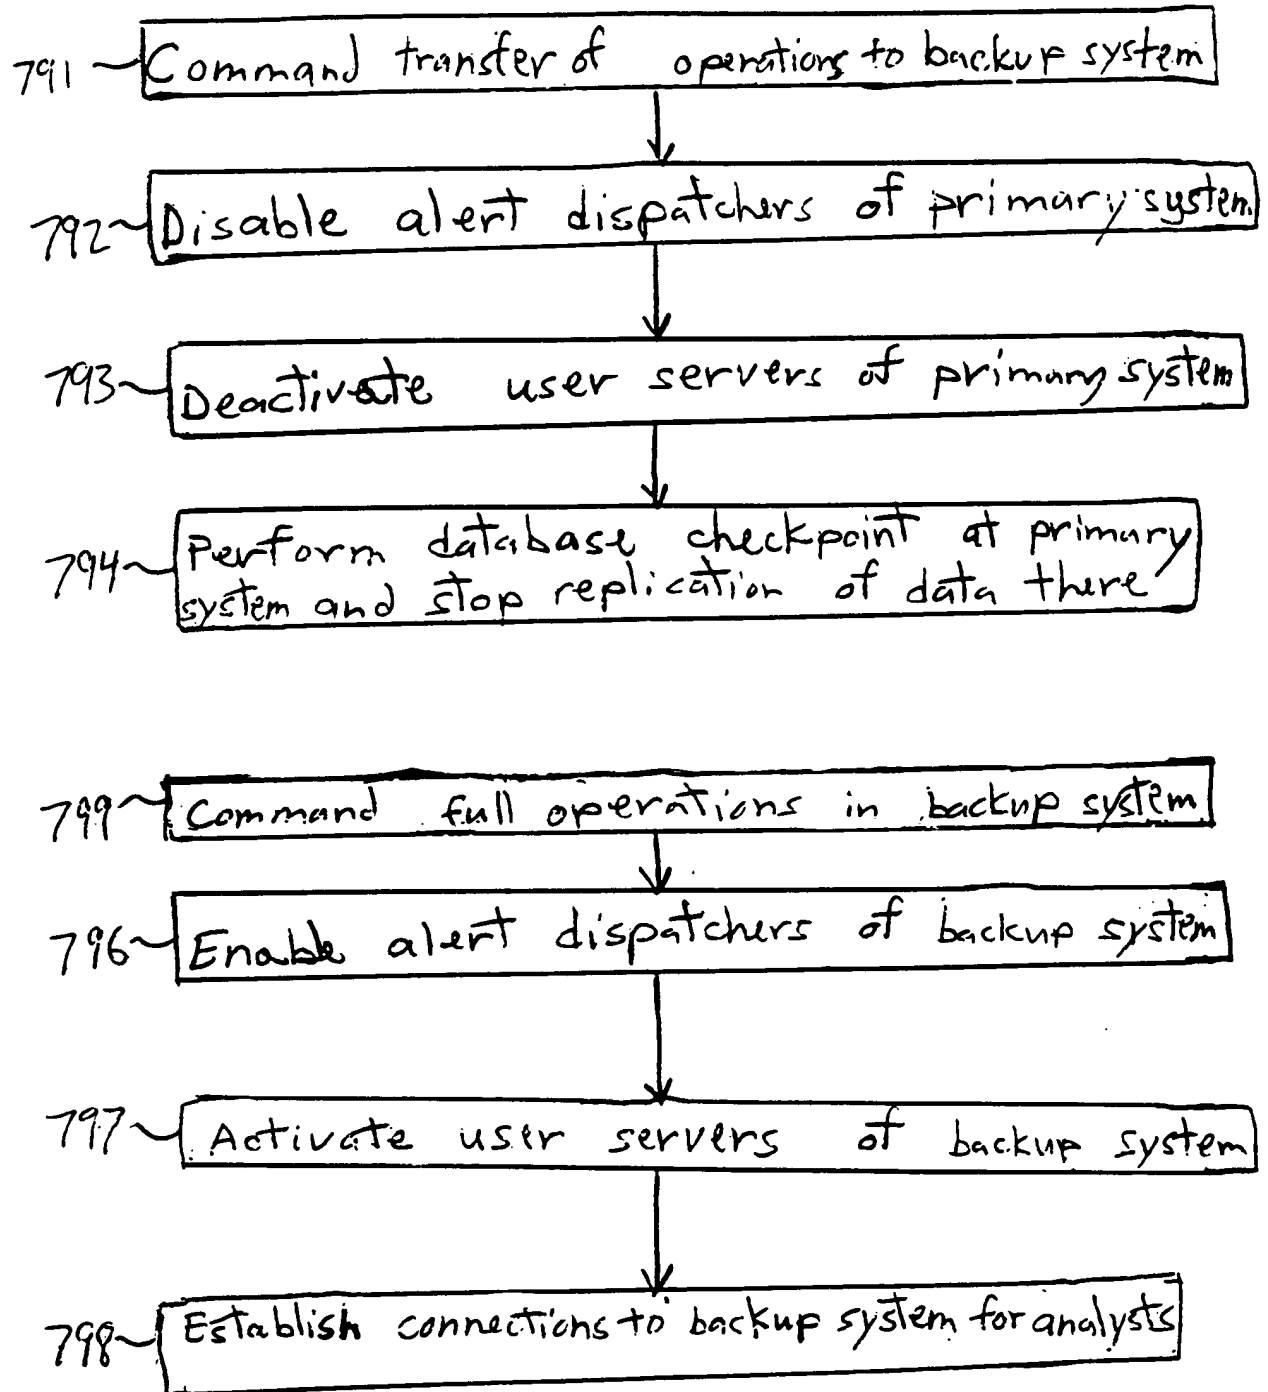 791 Command transfer of operations to backup system
792 Disable alert dispatchers of primary system
793 Deactivate user servers of primary system
794 Perform database checkpoint at primary
system and stop replication of data there
799 Command full operations in backup system
796 Enable alert dispatchers of backup system
797 Activate user servers of backup system
798 Establish connections to backup system for analysts